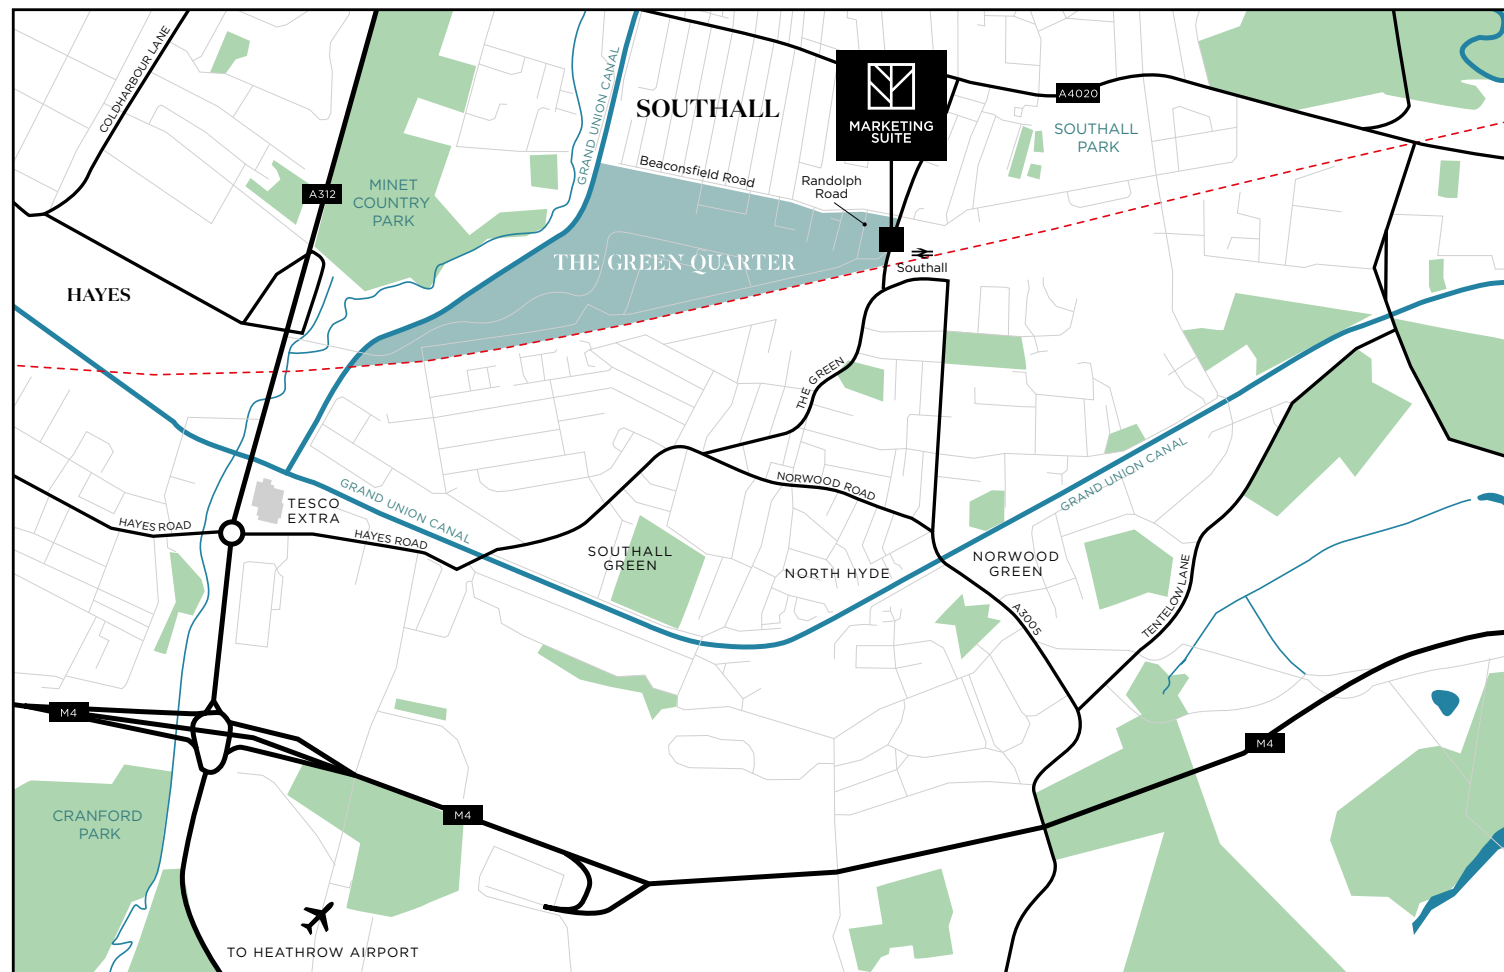 COLDHARBOUR LANE
GRAND UNION CANAL
SOUTHALL
MARKETING
SUITE
A4020
SOUTHALL
PARK
Beaconsfield Road
Randolph
Road
A312
MINET
COUNTRY
PARK
THE GREEN QUARTER
Southall
HAYES
THE GREEN
NORWOOD ROAD
GRAND UNION CANAL
GRAND UNION CANAL
TESCO
EXTRA
HAYES ROAD
HAYES ROAD
SOUTHALL
GREEN
NORTH HYDE
NORWOOD
GREEN
A3005
TENTELOW LANE
M4
M4
M4
CRANFORD
PARK
TO HEATHROW AIRPORT